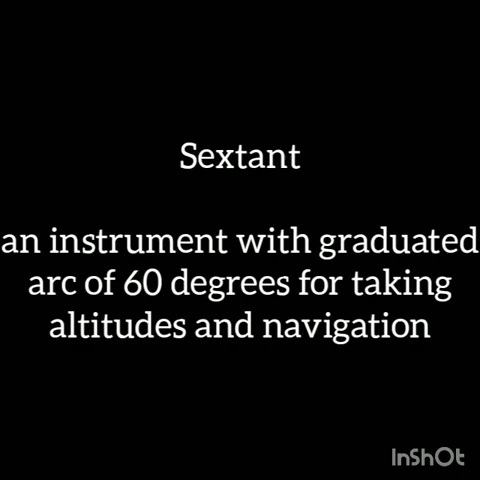 Sextant
an instrument with graduated
arc of 60 degrees for taking
altitudes and navigation
InShOt